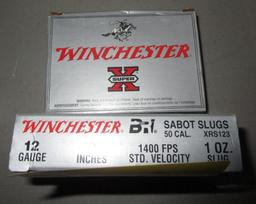 WINCHESTER
SUPER X
WINCHESTER BRI SABOT SLUGS
50 CAL. XRS123
12 1400 FPS 1 OZ.
GAUGE INCHES STD. VELOCITY SLUG